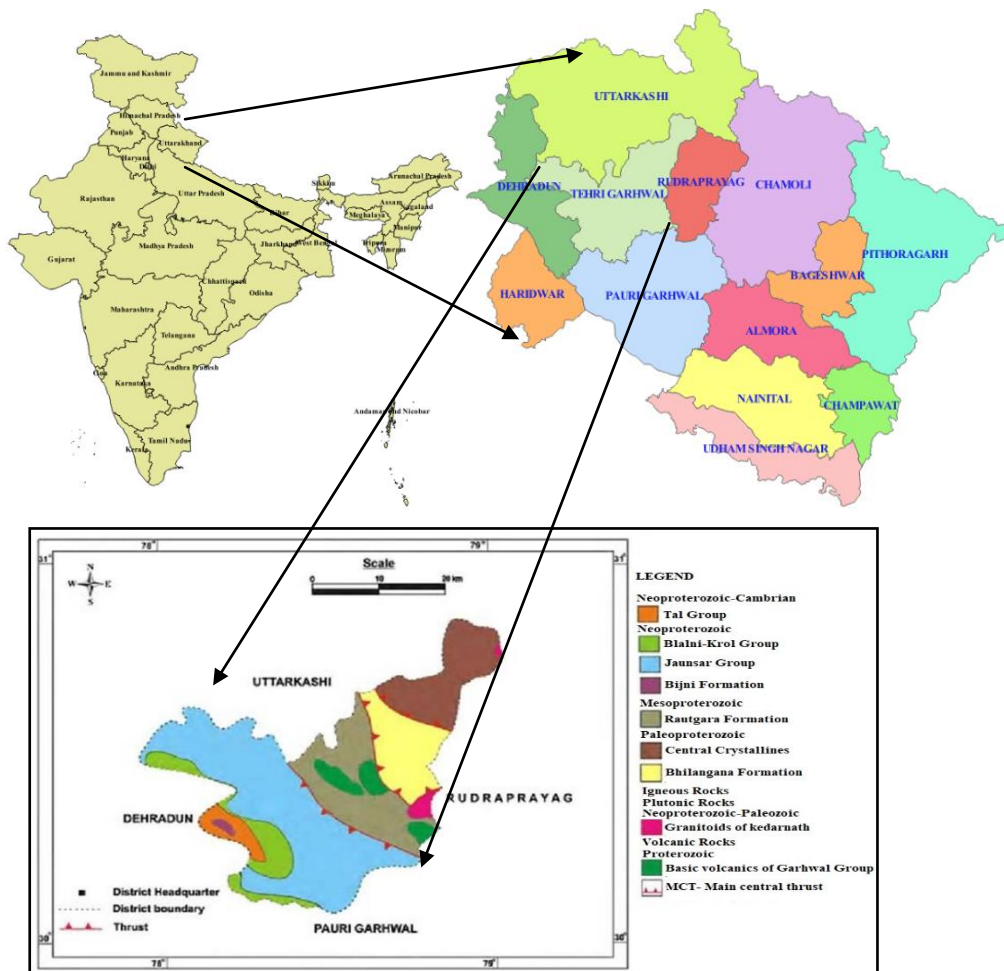 Jammu and Kashmir
Himachal Pradesh
Punjab
Uttarakhand
Haryana
Delhi
Rajasthan
Uttar Pradesh
Sikkim
Arunachal Pradesh
Assam
Nagaland
Meghalaya
Manipur
Bihar
Tripura
Mizoram
Jharkhand
West Bengal
Gujarat
Madhya Pradesh
Chhattisgarh
Odisha
Maharashtra
Telangana
Andhra Pradesh
Goa
Karnataka
Andaman and Nicobar
Tamil Nadu
Kerala
UTTARKASHI
DEHRADUN
TEHRI GARHWAL
RUDRAPRAYAG
CHAMOLI
PITHORAGARH
HARIDWAR
PAURI GARHWAL
BAGESHWAR
ALMORA
NAINITAL
CHAMPAWAT
UDHAM SINGH NAGAR
78°
79°
31°
31°
N
W E
S
Scale
0 10 20 km
UTTARKASHI
RUDRAPRAYAG
DEHRADUN
PAURI GARHWAL
District Headquarter
District boundary
Thrust
30°
30°
78°
79°
LEGEND
Neoproterozoic-Cambrian
Tal Group
Neoproterozoic
Blalni-Krol Group
Jaunsar Group
Bijni Formation
Mesoproterozoic
Rautgara Formation
Paleoproterozoic
Central Crystallines
Bhilangana Formation
Igneous Rocks
Plutonic Rocks
Neoproterozoic-Paleozoic
Granitoids of kedarnath
Volcanic Rocks
Proterozoic
Basic volcanics of Garhwal Group
MCT- Main central thrust